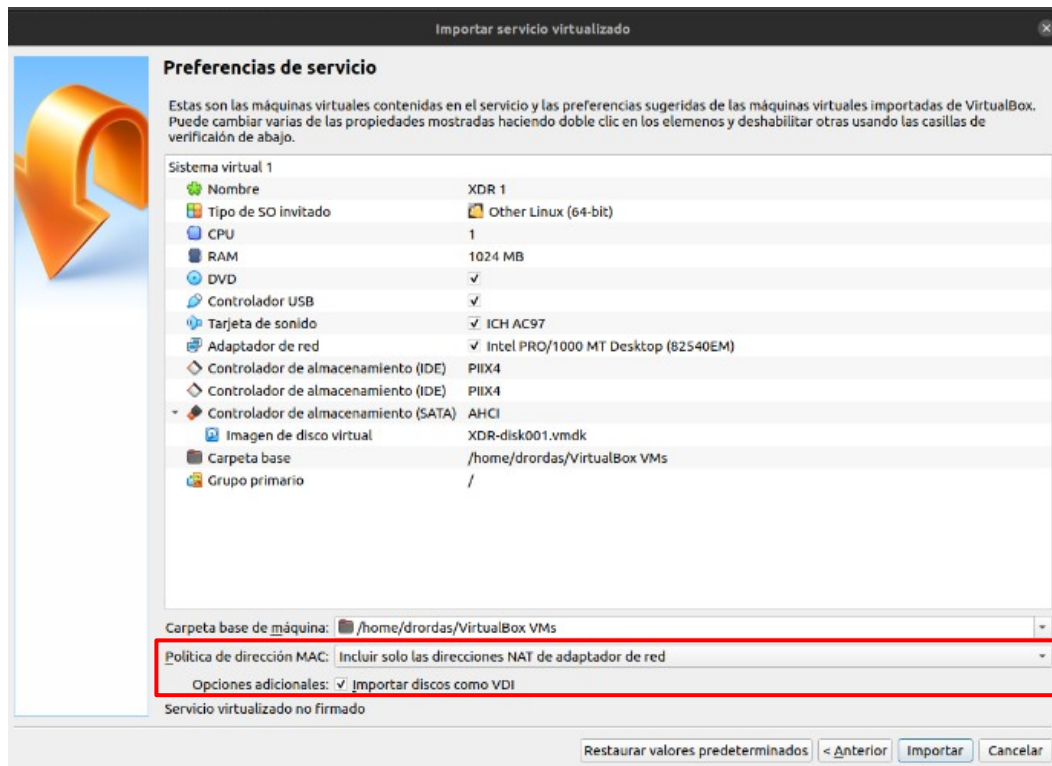 Importar servicio virtualizado
Preferencias de servicio
Estas son las máquinas virtuales contenidas en el servicio y las preferencias sugeridas de las máquinas virtuales importadas de VirtualBox.
Puede cambiar varias de las propiedades mostradas haciendo doble clic en los elemenos y deshabilitar otras usando las casillas de
verificaión de abajo.
Sistema virtual 1
Nombre XDR 1
Tipo de SO invitado Other Linux (64-bit)
CPU 1
RAM 1024 MB
DVD
Controlador USB
Tarjeta de sonido ICH AC97
Adaptador de red Intel PRO/1000 MT Desktop (82540EM)
Controlador de almacenamiento (IDE) PIIX4
Controlador de almacenamiento (IDE) PIIX4
Controlador de almacenamiento (SATA) AHCI
Imagen de disco virtual XDR-disk001.vmdk
Carpeta base /home/drordas/VirtualBox VMs
Grupo primario /
Carpeta base de máquina: /home/drordas/VirtualBox VMs
Política de dirección MAC: Incluir solo las direcciones NAT de adaptador de red
Opciones adicionales: Importar discos como VDI
Servicio virtualizado no firmado
Restaurar valores predeterminados < Anterior Importar Cancelar